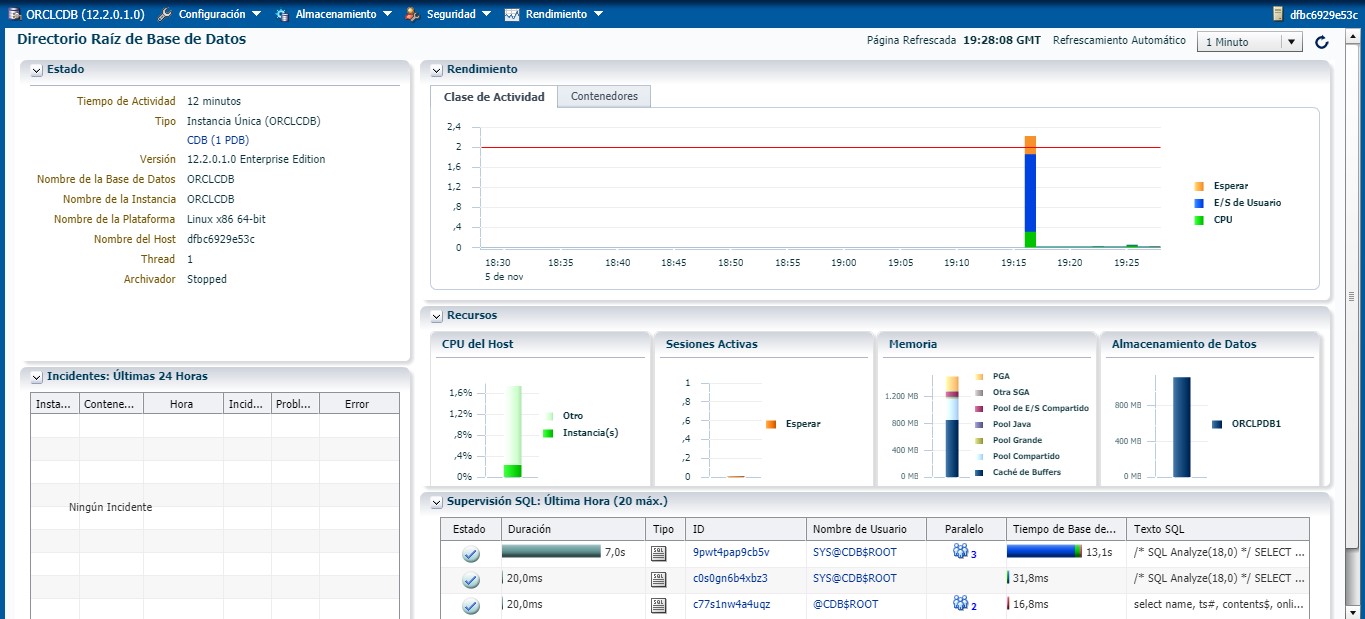 ORCLCDB (12.2.0.1.0) Configuración Almacenamiento Seguridad Rendimiento dfbc6929e53c
Directorio Raíz de Base de Datos
Página Refrescada 19:28:08 GMT Refrescamiento Automático 1 Minuto
Estado
Tiempo de Actividad 12 minutos
Tipo Instancia Única (ORCLCDB)
CDB (1 PDB)
Versión 12.2.0.1.0 Enterprise Edition
Nombre de la Base de Datos ORCLCDB
Nombre de la Instancia ORCLCDB
Nombre de la Plataforma Linux x86 64-bit
Nombre del Host dfbc6929e53c
Thread 1
Archivador Stopped
Incidentes: Últimas 24 Horas
Insta... Contene... Hora Incid... Probl... Error
Ningún Incidente
Rendimiento
Clase de Actividad Contenedores
2,4
2
1,6
1,2
,8
,4
0
18:30 18:35 18:40 18:45 18:50 18:55 19:00 19:05 19:10 19:15 19:20 19:25
5 de nov
Esperar
E/S de Usuario
CPU
Recursos
CPU del Host
1,6%
1,2%
,8%
,4%
0%
Otro
Instancia(s)
Sesiones Activas
1
,8
,6
,4
,2
0
Esperar
Memoria
1.200 MB
800 MB
400 MB
0 MB
PGA
Otra SGA
Pool de E/S Compartido
Pool Java
Pool Grande
Pool Compartido
Caché de Buffers
Almacenamiento de Datos
800 MB
400 MB
0 MB
ORCLPDB1
Supervisión SQL: Última Hora (20 máx.)
Estado Duración Tipo ID Nombre de Usuario Paralelo Tiempo de Base de... Texto SQL
7,0s SQL 9pwt4pap9cb5v SYS@CDB$ROOT 3 13,1s /* SQL Analyze(18,0) */ SELECT ...
20,0ms SQL c0s0gn6b4xbz3 SYS@CDB$ROOT 31,8ms /* SQL Analyze(18,0) */ SELECT ...
20,0ms SQL c77s1nw4a4uqz @CDB$ROOT 2 16,8ms select name, ts#, contents$, onli...